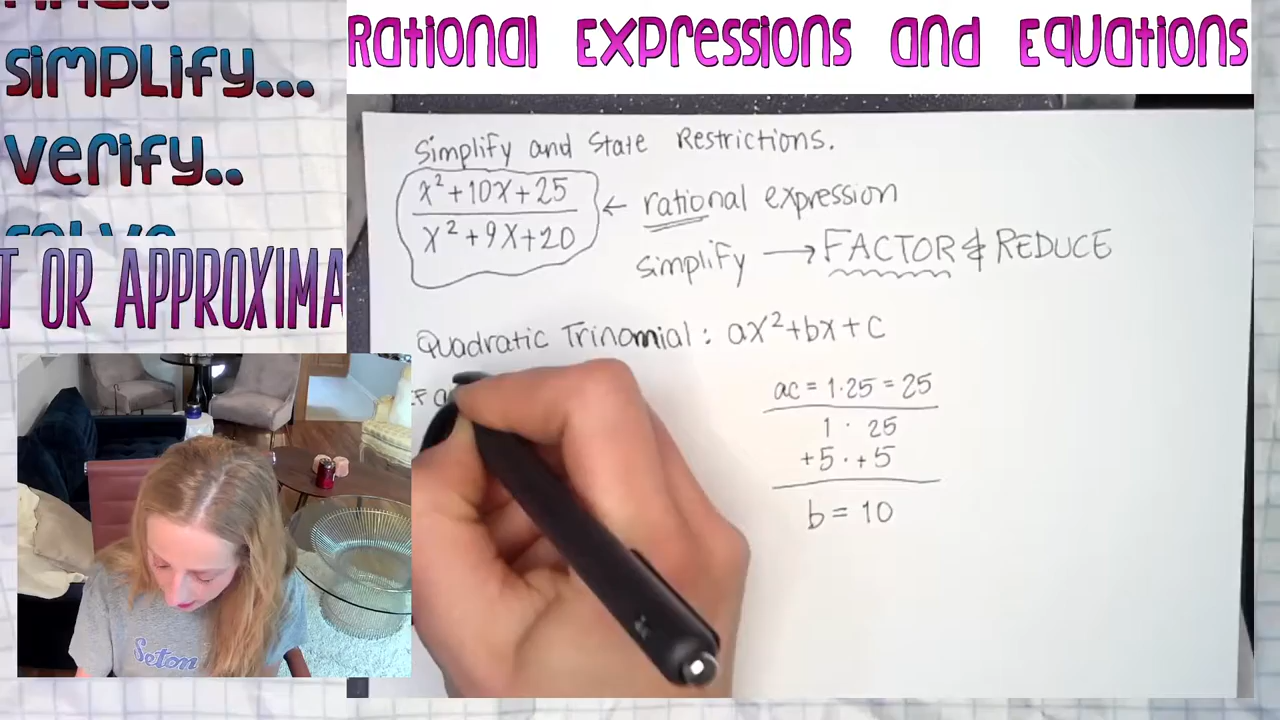 simplify...
verify..
T OR APPROXIMA
Rational Expressions and Equations
Simplify and State Restrictions.
x²+10x+25
x²+9x+20
← rational expression
simplify → FACTOR & REDUCE
Quadratic Trinomial: ax²+bx+c
Fa
ac = 1·25 = 25
1 · 25
+5 · +5
b = 10
Seton